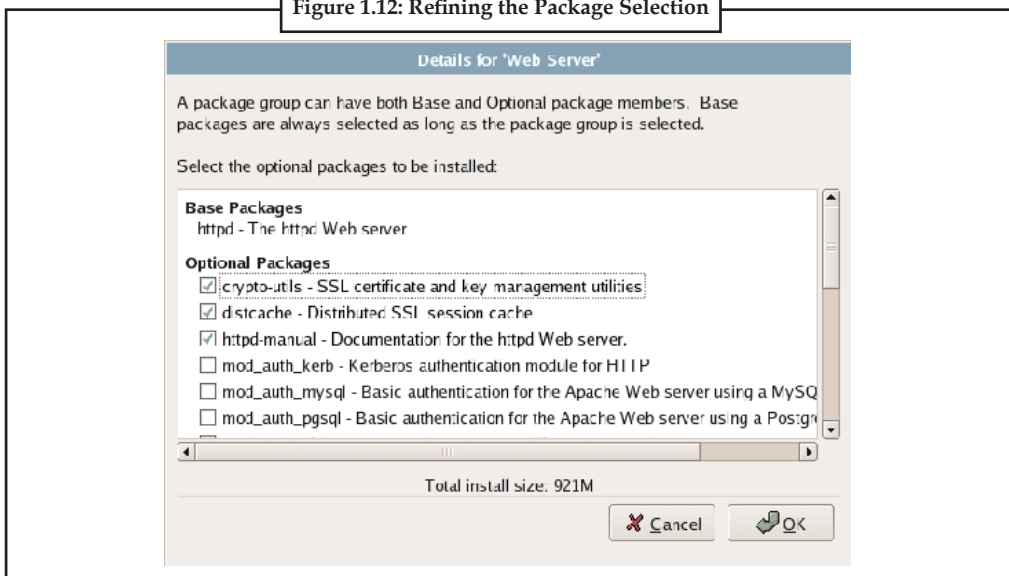 Figure 1.12: Refining the Package Selection
Details for 'Web Server'
A package group can have both Base and Optional package members. Base
packages are always selected as long as the package group is selected.
Select the optional packages to be installed:
Base Packages
httpd - The httpd Web server
Optional Packages
crypto-utils - SSL certificate and key management utilities
distcache - Distributed SSL session cache
httpd-manual - Documentation for the httpd Web server.
mod_auth_kerb - Kerberos authentication module for HTTP
mod_auth_mysql - Basic authentication for the Apache Web server using a MySQ
mod_auth_pgsql - Basic authentication for the Apache Web server using a Postgr
Total install size: 921M
Cancel
OK